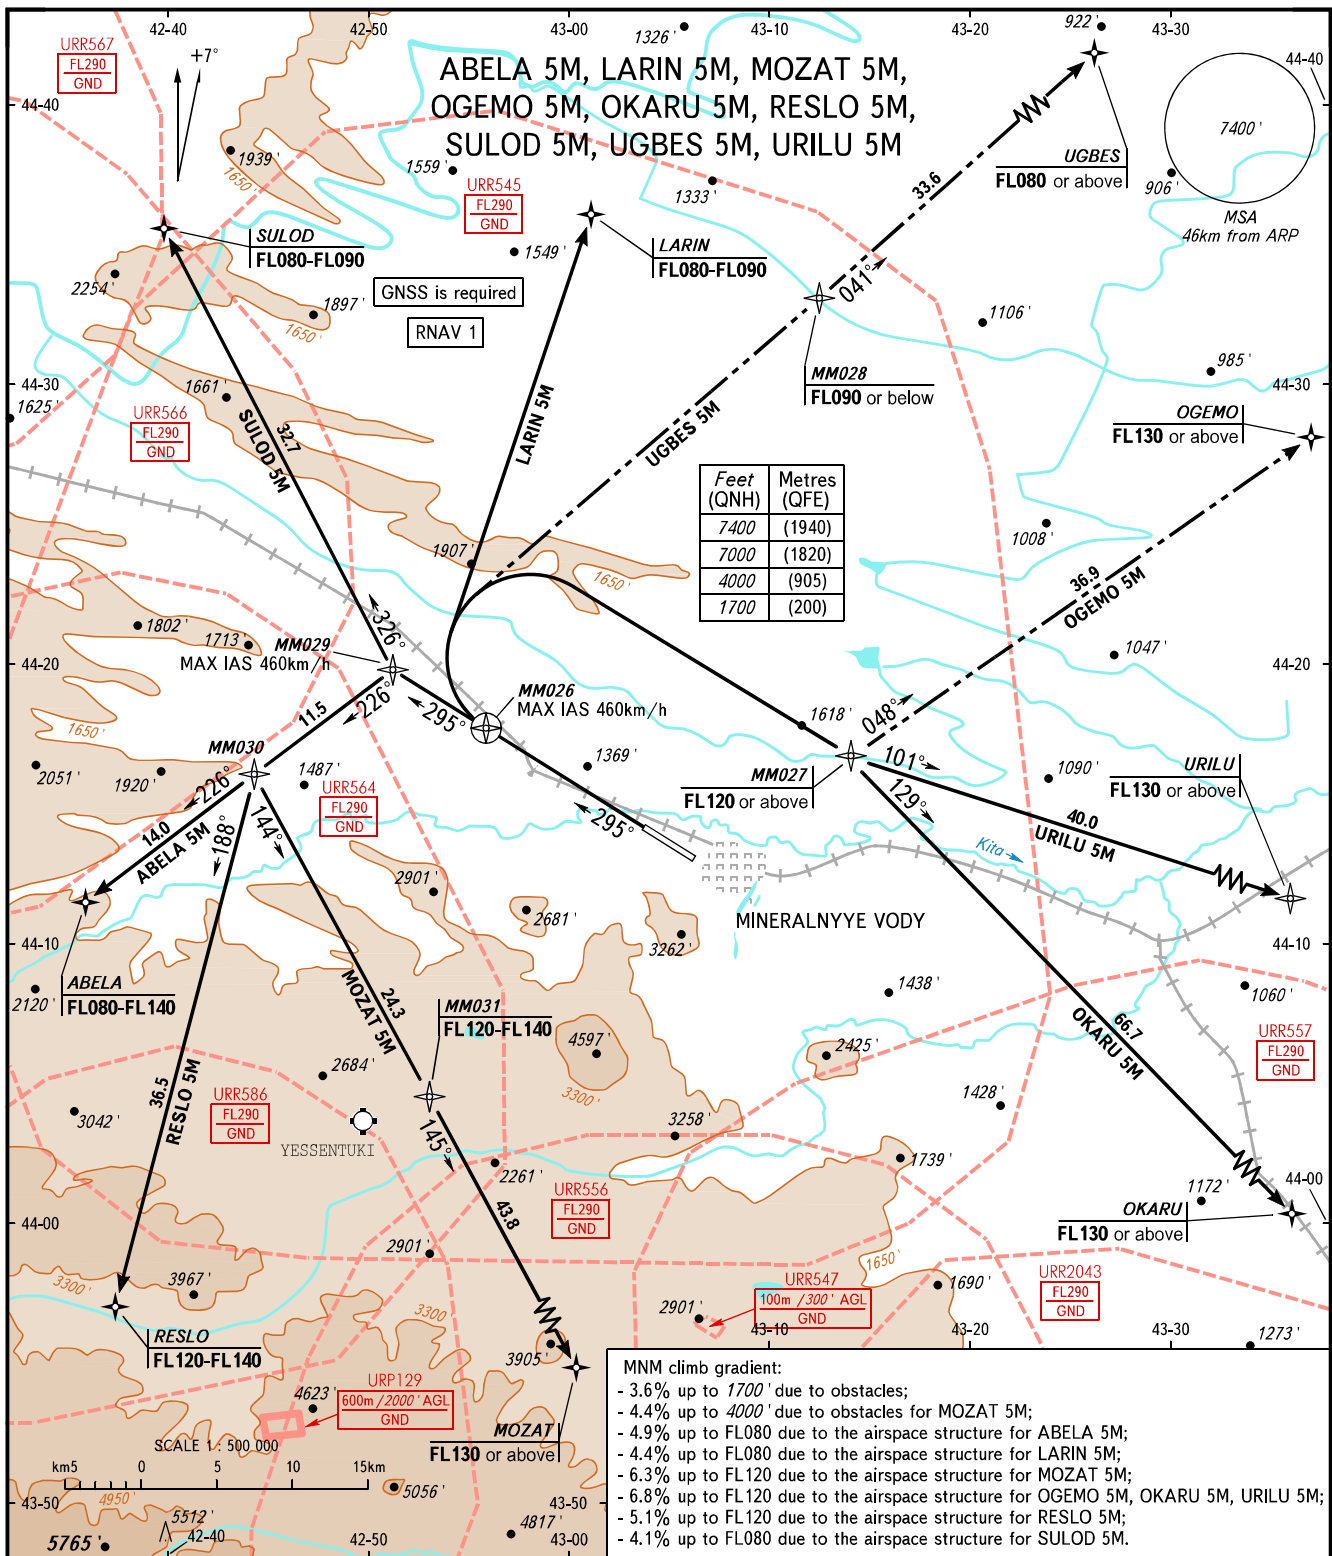 42-40
42-50
43-00
43-10
43-20
43-30
44-40
44-40
URR567
FL290
GND
+7°
1326'
922'
ABELA 5M, LARIN 5M, MOZAT 5M,
OGEMO 5M, OKARU 5M, RESLO 5M,
SULOD 5M, UGBES 5M, URILU 5M
7400'
MSA
46km from ARP
1939'
1650'
1559'
URR545
FL290
GND
1333'
33.6
UGBES
FL080 or above
906'
SULOD
FL080-FL090
1549'
LARIN
FL080-FL090
2254'
1897'
1650'
GNSS is required
RNAV 1
041°
1106'
MM028
FL090 or below
985'
44-30
44-30
1625'
1661'
URR566
FL290
GND
32.7
SULOD 5M
LARIN 5M
UGBES 5M
OGEMO
FL130 or above
Feet (QNH) Metres (QFE)
7400 (1940)
7000 (1820)
4000 (905)
1700 (200)
1907'
1650'
1008'
36.9
OGEMO 5M
1802'
1713'
MM029
MAX IAS 460km/h
326°
226°
295°
1047'
44-20
44-20
MM026
MAX IAS 460km/h
11.5
1650'
MM030
2051'
1920'
226°
1487'
URR564
FL290
GND
1369'
1618'
048°
101°
129°
MM027
FL120 or above
1090'
URILU
FL130 or above
14.0
ABELA 5M
188°
144°
295°
40.0
URILU 5M
Kita
2901'
2681'
3262'
MINERALNYYE VODY
44-10
44-10
ABELA
FL080-FL140
2120'
24.3
MOZAT 5M
MM031
FL120-FL140
1438'
1060'
66.7
OKARU 5M
URR557
FL290
GND
4597'
3300'
2425'
2684'
36.5
RESLO 5M
URR586
FL290
GND
3042'
YESSENTUKI
145°
3258'
1428'
2261'
1739'
URR556
FL290
GND
43.8
1172'
44-00
44-00
OKARU
FL130 or above
2901'
1650'
3300'
3967'
3300'
1690'
URR547
100m /300' AGL
GND
URR2043
FL290
GND
2901'
RESLO
FL120-FL140
3905'
43-10
43-20
43-30
1273'
URP129
600m /2000' AGL
GND
4623'
MOZAT
FL130 or above
SCALE 1 : 500 000
km5 0 5 10 15km
4950'
5056'
43-50
43-50
5512'
5765'
42-40
42-50
4817'
43-00
MNM climb gradient:
- 3.6% up to 1700' due to obstacles;
- 4.4% up to 4000' due to obstacles for MOZAT 5M;
- 4.9% up to FL080 due to the airspace structure for ABELA 5M;
- 4.4% up to FL080 due to the airspace structure for LARIN 5M;
- 6.3% up to FL120 due to the airspace structure for MOZAT 5M;
- 6.8% up to FL120 due to the airspace structure for OGEMO 5M, OKARU 5M, URILU 5M;
- 5.1% up to FL120 due to the airspace structure for RESLO 5M;
- 4.1% up to FL080 due to the airspace structure for SULOD 5M.